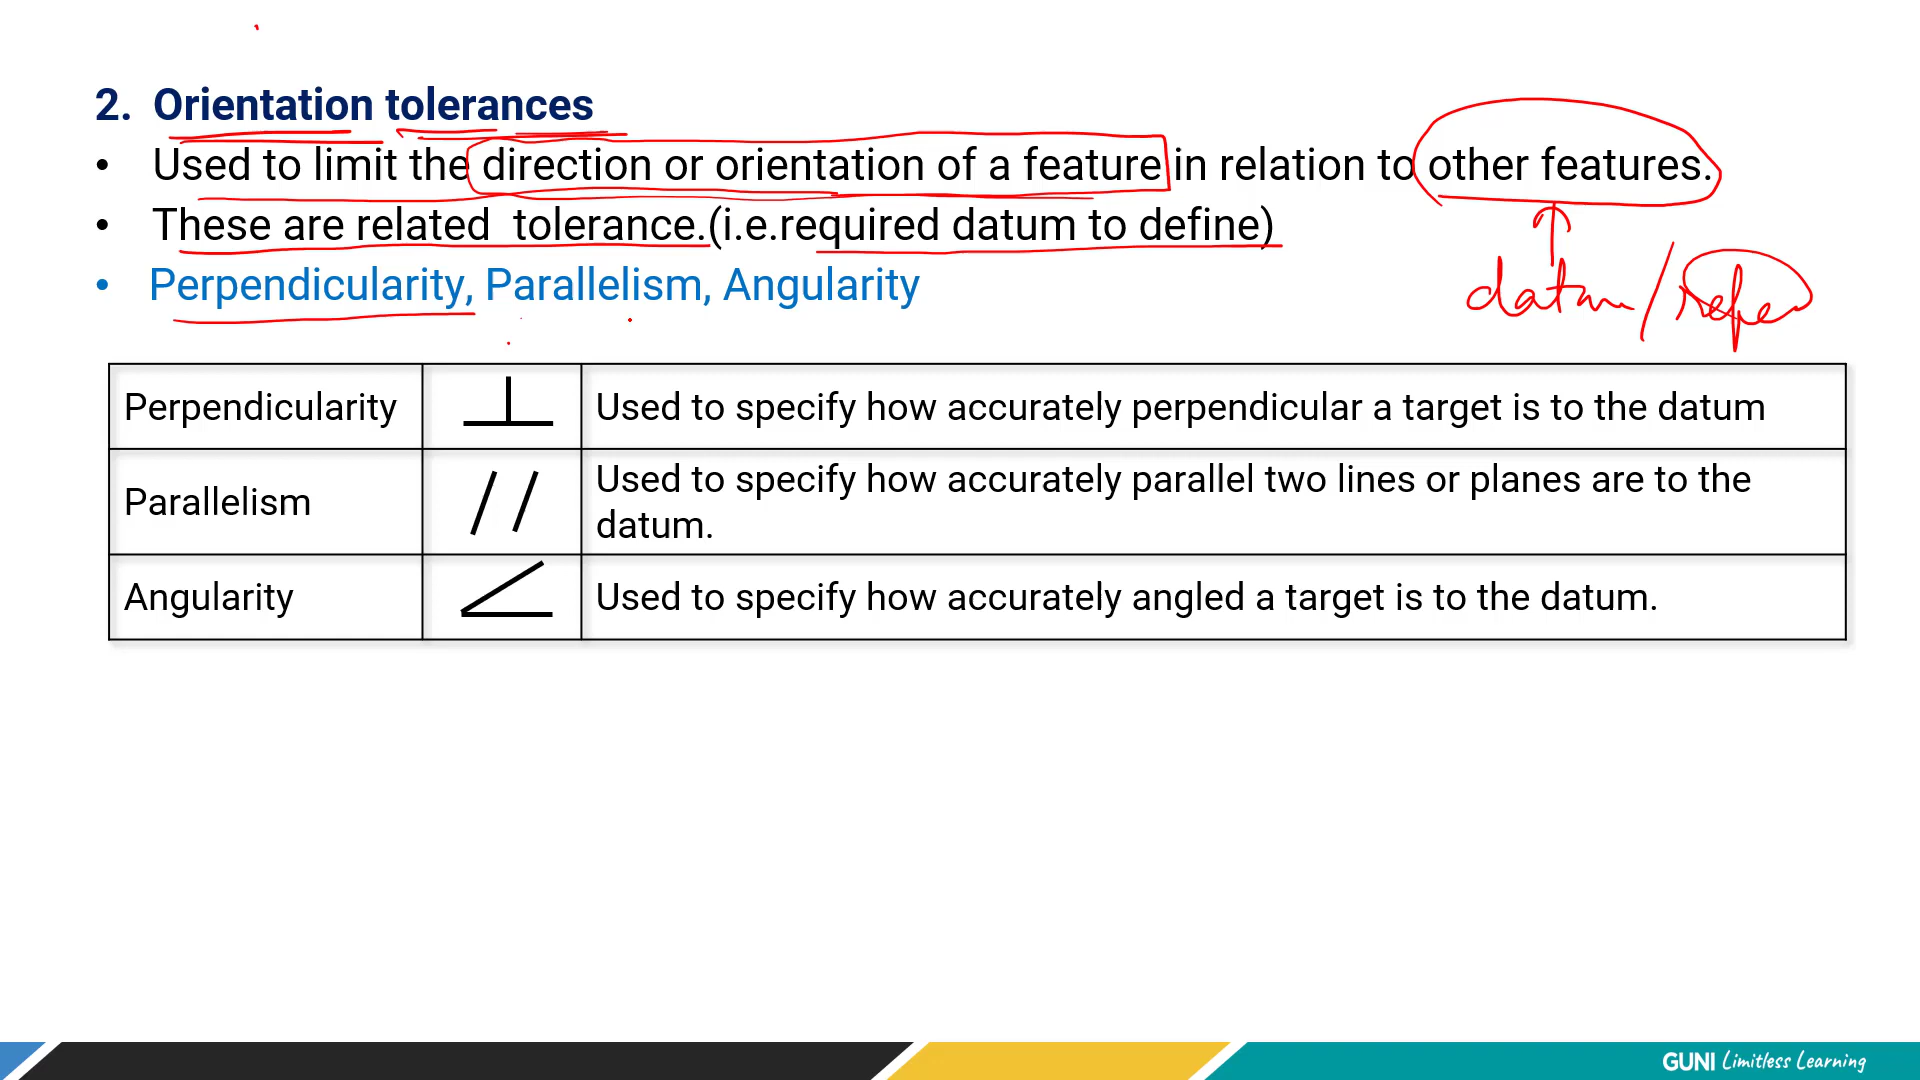 2. Orientation tolerances
• Used to limit the direction or orientation of a feature in relation to other features.
• These are related tolerance.(i.e.required datum to define)
• Perpendicularity, Parallelism, Angularity
datum/refe
Perpendicularity Used to specify how accurately perpendicular a target is to the datum
Parallelism Used to specify how accurately parallel two lines or planes are to the
datum.
Angularity Used to specify how accurately angled a target is to the datum.
GUNI Limitless Learning